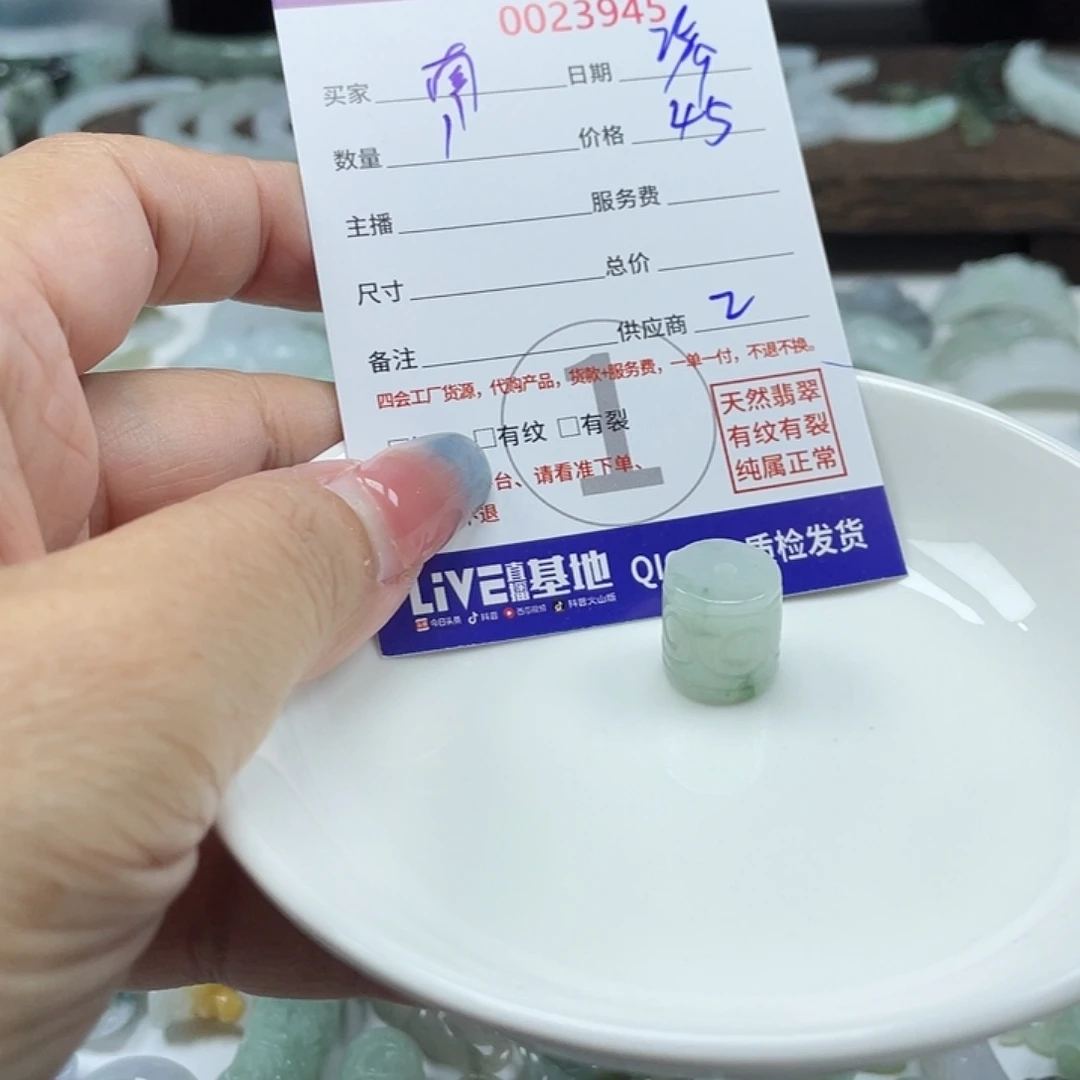 0023945
买家 日期
数量 1 价格 45
主播 服务费
尺寸 总价
备注 供应商 2
四会工厂货源，代购产品，货款+服务费，一单一付，不退不换。
□有纹 □有裂
1
台、请看准下单、
不退
天然翡翠
有纹有裂
纯属正常
LiVE直播基地 质检发货
今日头条 抖音 西瓜视频 抖音火山版